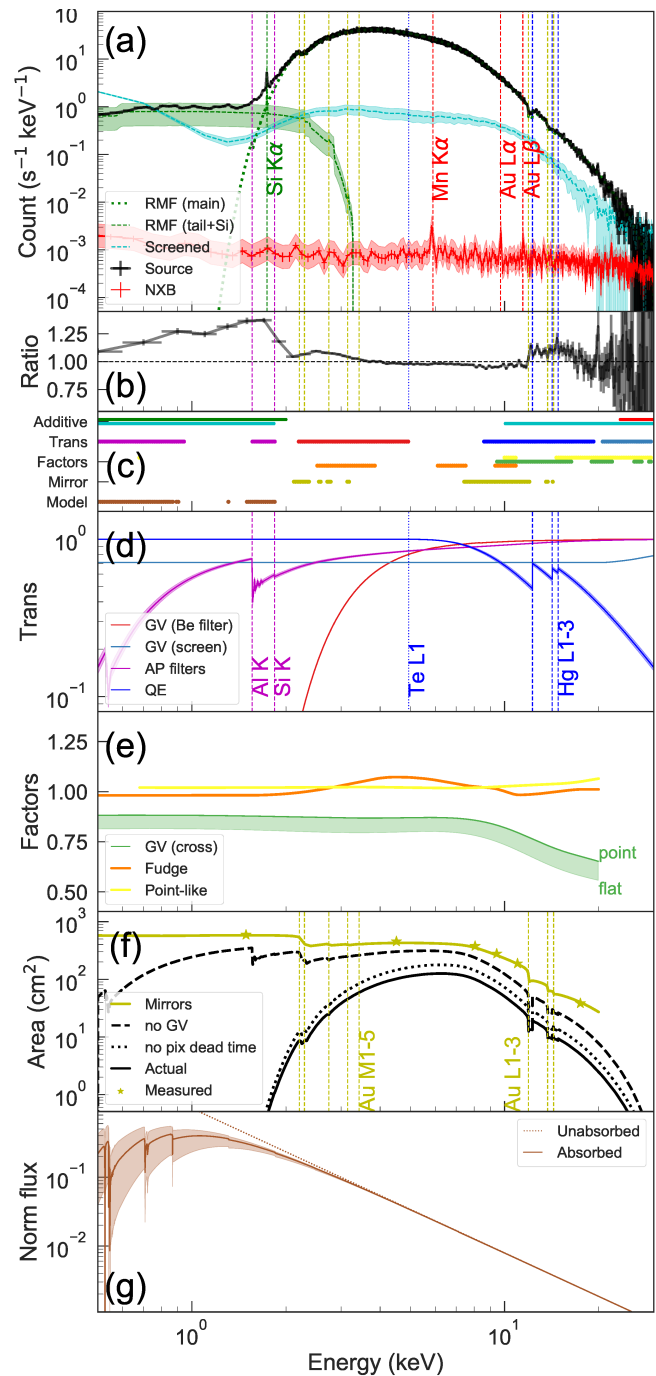 (a)
Count (s⁻¹ keV⁻¹)
10²
10¹
10⁰
10⁻¹
10⁻²
10⁻³
10⁻⁴
Si Kα
Mn Kα
Au Lα
Au Lβ
RMF (main)
RMF (tail+Si)
Screened
Source
NXB
(b)
Ratio
1.25
1.00
0.75
(c)
Additive
Trans
Factors
Mirror
Model
(d)
Trans
10⁰
10⁻¹
GV (Be filter)
GV (screen)
AP filters
QE
Al K
Si K
Te L1
Hg L1-3
(e)
Factors
1.25
1.00
0.75
0.50
GV (cross)
Fudge
Point-like
point
flat
(f)
Area (cm²)
10³
10²
10¹
10⁰
Mirrors
no GV
no pix dead time
Actual
Measured
Au M1-5
Au L1-3
(g)
Norm flux
10⁻¹
10⁻²
Unabsorbed
Absorbed
10⁰
10¹
Energy (keV)